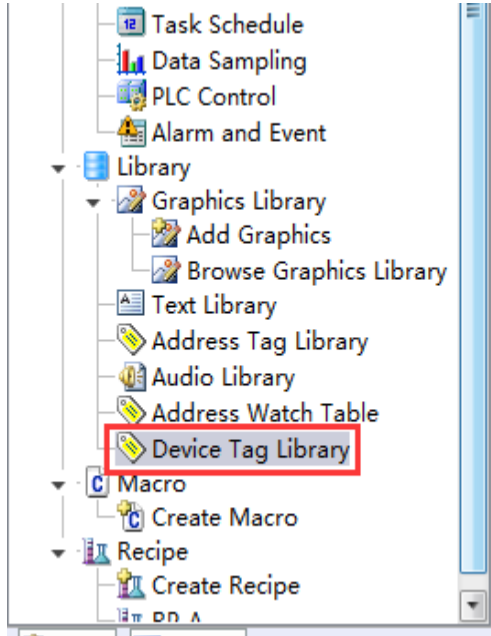 Task Schedule
Data Sampling
PLC Control
Alarm and Event
Library
Graphics Library
Add Graphics
Browse Graphics Library
Text Library
Address Tag Library
Audio Library
Address Watch Table
Device Tag Library
Macro
Create Macro
Recipe
Create Recipe